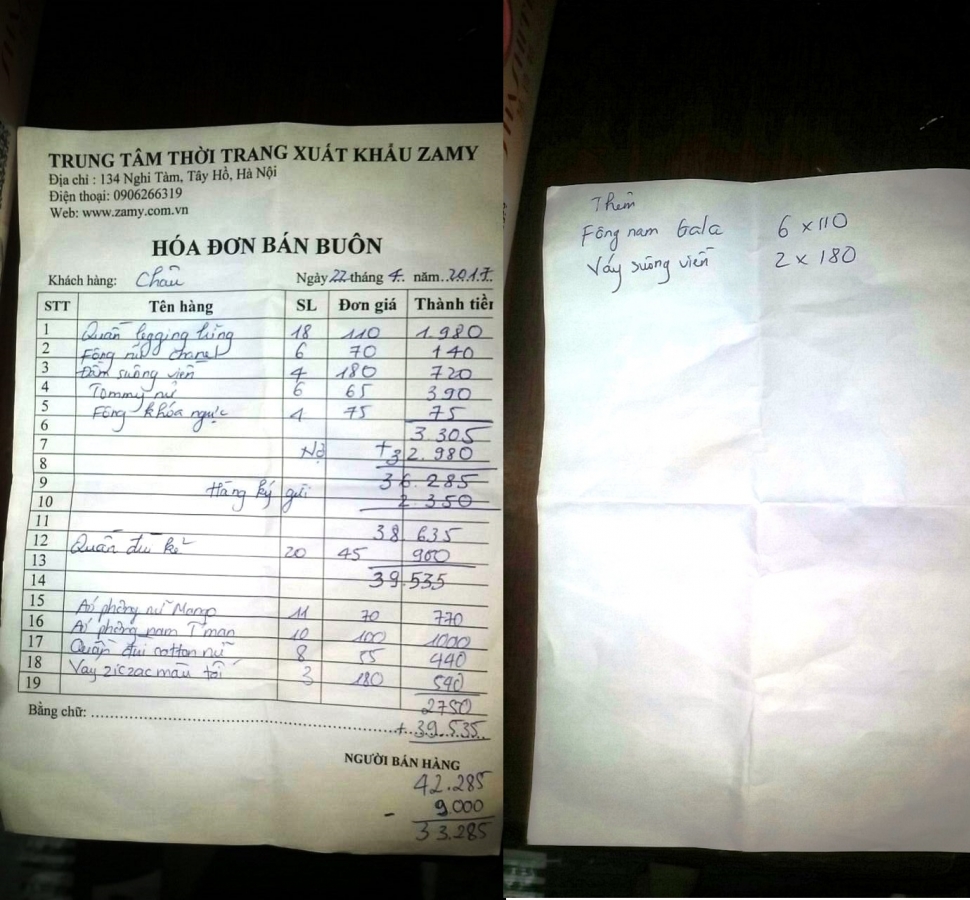 TRUNG TÂM THỜI TRANG XUẤT KHẨU ZAMY
Địa chỉ : 134 Nghi Tàm, Tây Hồ, Hà Nội
Điện thoại: 0906266319
Web: www.zamy.com.vn
HÓA ĐƠN BÁN BUÔN
Khách hàng: Châu Ngày 22 tháng 4 năm 2017
STT Tên hàng SL Đơn giá Thành tiền
1 Quần legging lửng 18 110 1.980
2 Fông nữ chanel 6 70 140
3 Đầm suông viền 4 180 720
4 Tommy nữ 6 65 390
5 Fông khóa ngực 4 75 75
6 3.305
7 Nợ +32.980
8
9 36.285
10 Hàng ký gửi 2.350
11
12 38.635
13 Quần đùi kẻ 20 45 900
14 39.535
15
16 Áo phông nữ Mango 11 70 770
17 Áo phông nam T man 10 100 1000
18 Quần đùi cotton nữ 8 55 440
19 Váy ziczac màu tối 3 180 540
2750
Bằng chữ: + 39.535
NGƯỜI BÁN HÀNG
42.285
- 9.000
33.285
Thêm
Fông nam Gala 6 x 110
Váy suông viền 2 x 180